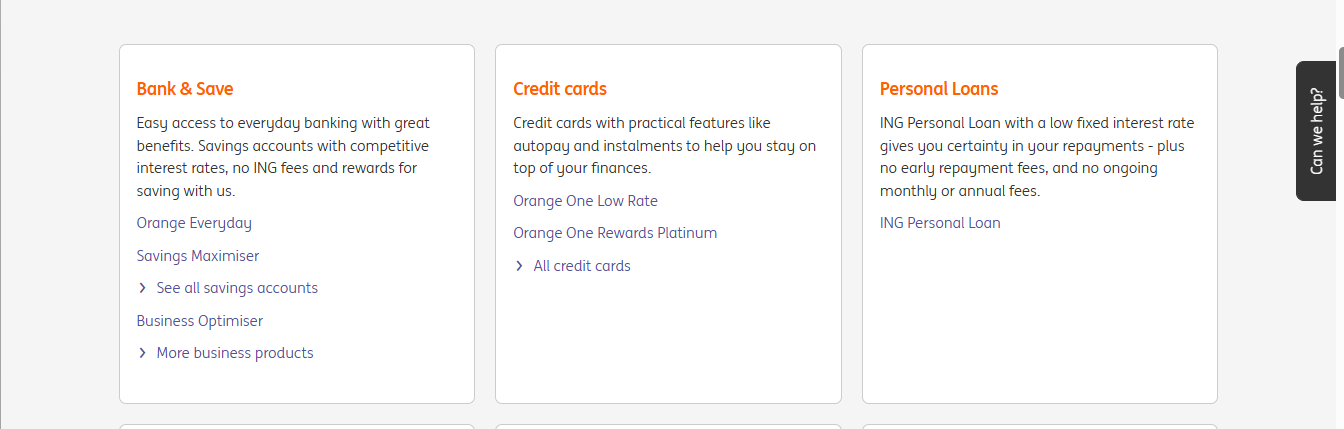 Bank & Save
Easy access to everyday banking with great
benefits. Savings accounts with competitive
interest rates, no ING fees and rewards for
saving with us.
Orange Everyday
Savings Maximiser
See all savings accounts
Business Optimiser
More business products
Credit cards
Credit cards with practical features like
autopay and instalments to help you stay on
top of your finances.
Orange One Low Rate
Orange One Rewards Platinum
All credit cards
Personal Loans
ING Personal Loan with a low fixed interest rate
gives you certainty in your repayments - plus
no early repayment fees, and no ongoing
monthly or annual fees.
ING Personal Loan
Can we help?